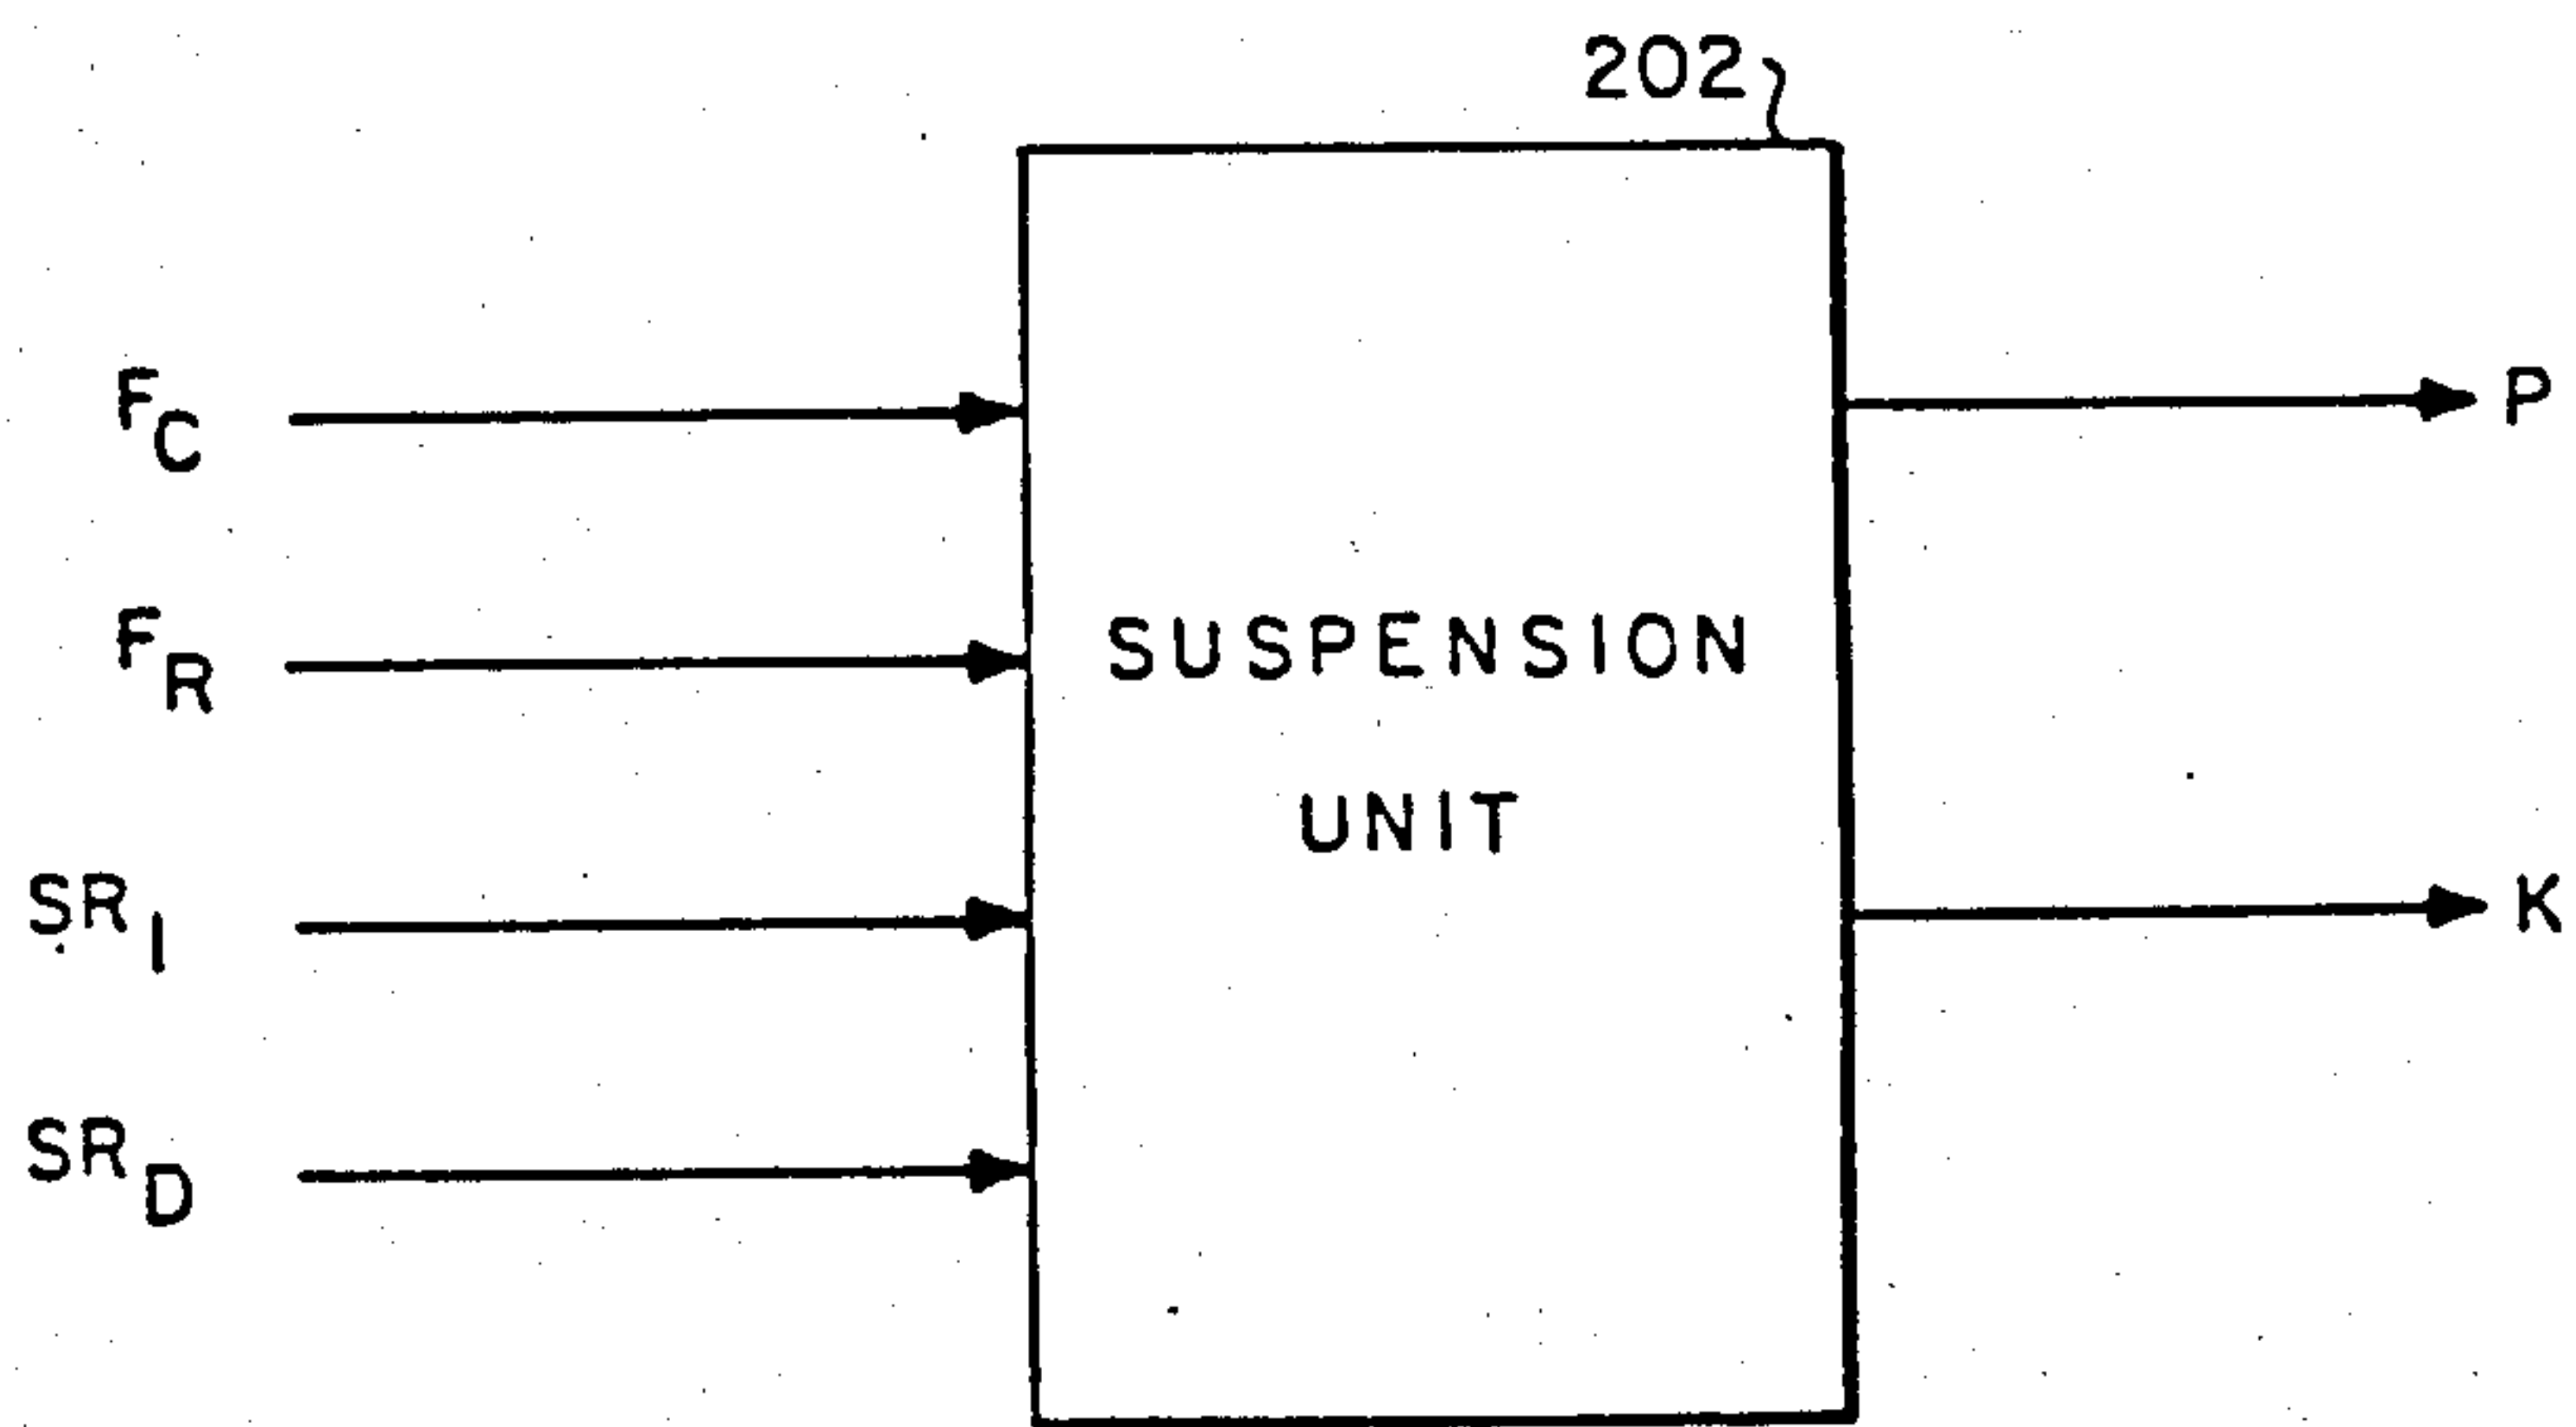 202
F_C
P
F_R
SUSPENSION
UNIT
SR_I
K
SR_D